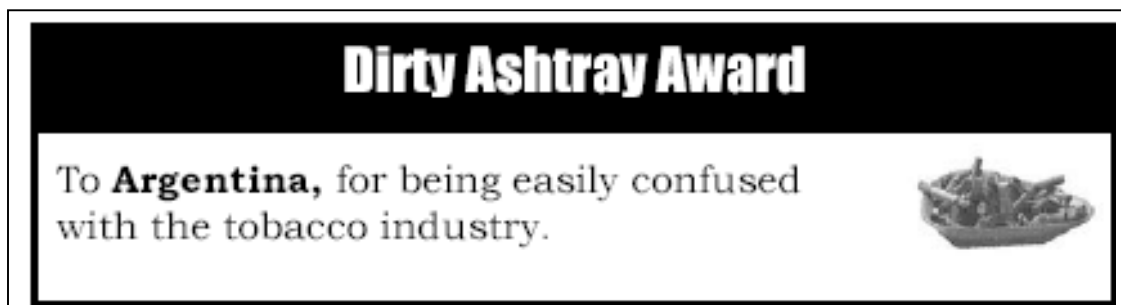 Dirty Ashtray Award
To Argentina, for being easily confused
with the tobacco industry.